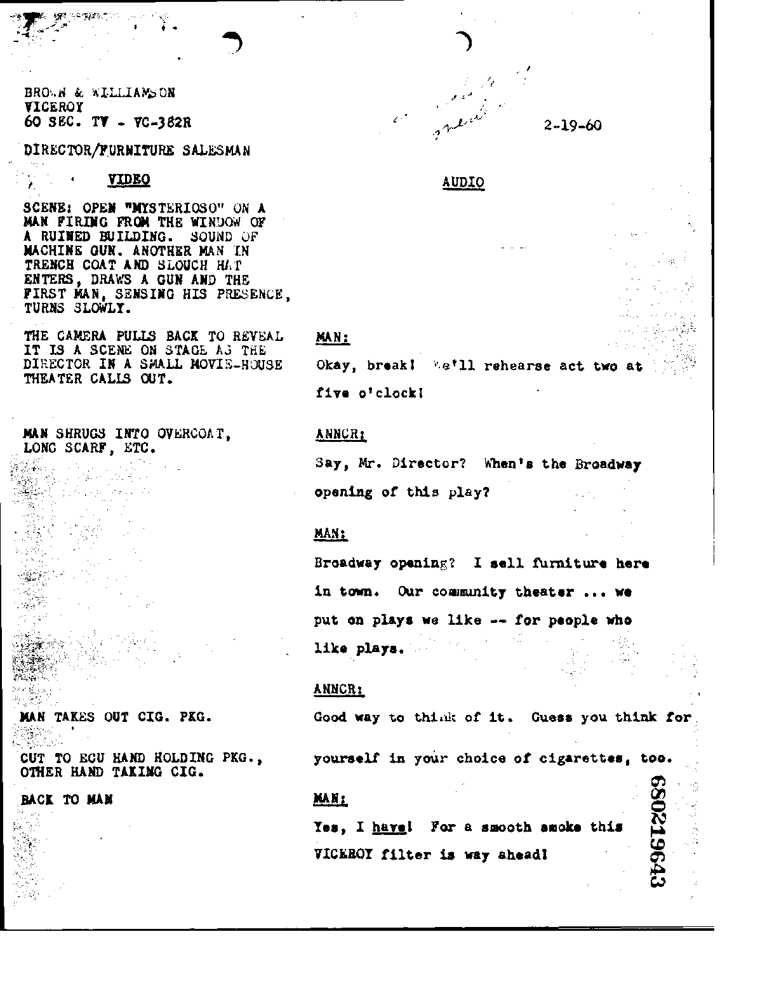 BROWN & WILLIAMSON
VICEROY
60 SEC. TV - VC-382R
2-19-60
DIRECTOR/FURNITURE SALESMAN
VIDEO
AUDIO
SCENE: OPEN "MYSTERIOSO" ON A
MAN FIRING FROM THE WINDOW OF
A RUINED BUILDING. SOUND OF
MACHINE GUN. ANOTHER MAN IN
TRENCH COAT AND SLOUCH HAT
ENTERS, DRAWS A GUN AND THE
FIRST MAN, SENSING HIS PRESENCE,
TURNS SLOWLY.
THE CAMERA PULLS BACK TO REVEAL
IT IS A SCENE ON STAGE AS THE
DIRECTOR IN A SMALL MOVIE-HOUSE
THEATER CALLS OUT.
MAN:
Okay, break! We'll rehearse act two at
five o'clock!
MAN SHRUGS INTO OVERCOAT,
LONG SCARF, ETC.
ANNCR:
Say, Mr. Director? When's the Broadway
opening of this play?
MAN:
Broadway opening? I sell furniture here
in town. Our community theater ... we
put on plays we like -- for people who
like plays.
ANNCR:
MAN TAKES OUT CIG. PKG.
Good way to think of it. Guess you think for
CUT TO ECU HAND HOLDING PKG.,
OTHER HAND TAKING CIG.
yourself in your choice of cigarettes, too.
BACK TO MAN
MAN:
Yes, I have! For a smooth smoke this
VICEROY filter is way ahead!
680219643